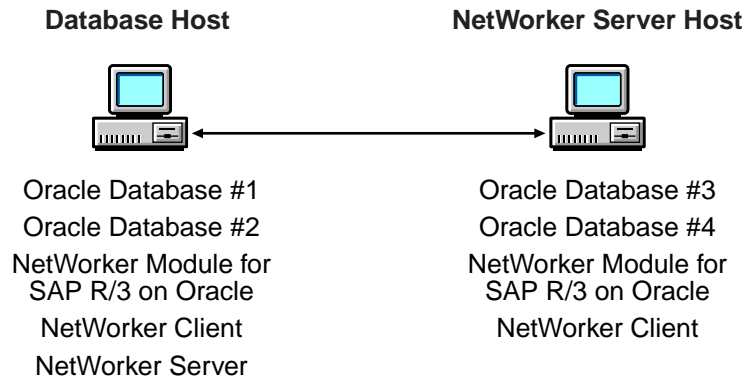 Database Host
NetWorker Server Host
Oracle Database #1
Oracle Database #2
NetWorker Module for
SAP R/3 on Oracle
NetWorker Client
NetWorker Server
Oracle Database #3
Oracle Database #4
NetWorker Module for
SAP R/3 on Oracle
NetWorker Client